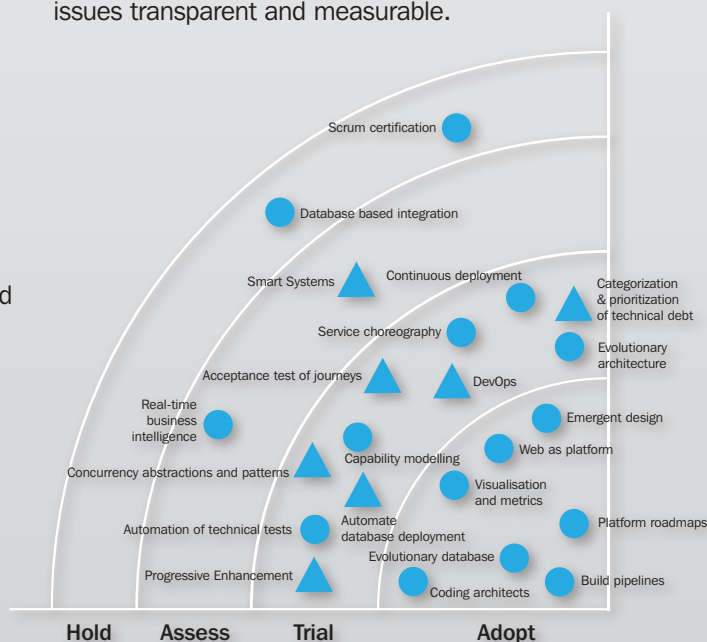 issues transparent and measurable.
Scrum certification
Database based integration
d
Smart Systems
Continuous deployment
Categorization
& prioritization
of technical debt
Service choreography
Evolutionary
architecture
Acceptance test of journeys
DevOps
Real-time
business
intelligence
Emergent design
Web as platform
Capability modelling
Concurrency abstractions and patterns
Visualisation
and metrics
Automation of technical tests
Automate
database deployment
Platform roadmaps
Evolutionary database
Progressive Enhancement
Coding architects
Build pipelines
Hold
Assess
Trial
Adopt